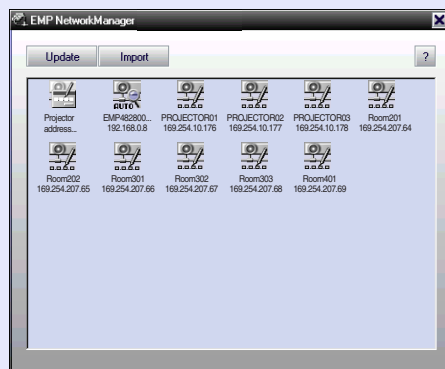 EMP NetworkManager
Update Import ?
AUTO
Projector EMP482800... PROJECTOR01 PROJECTOR02 PROJECTOR03 Room201
address... 192.168.0.8 169.254.10.176 169.254.10.177 169.254.10.178 169.254.207.64
Room202 Room301 Room302 Room303 Room401
169.254.207.65 169.254.207.66 169.254.207.67 169.254.207.68 169.254.207.69